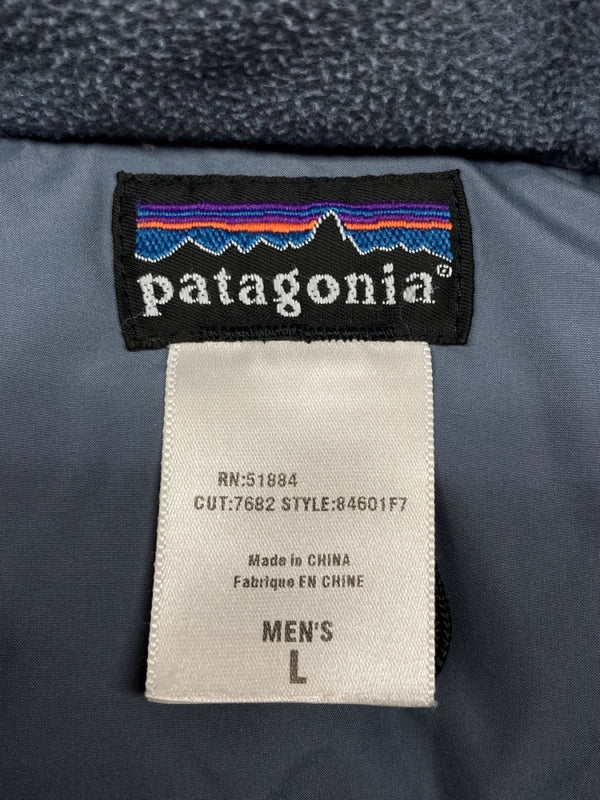 patagonia®
RN:51884
CUT:7682 STYLE:84601F7
Made in CHINA
Fabrique EN CHINE
MEN'S
L